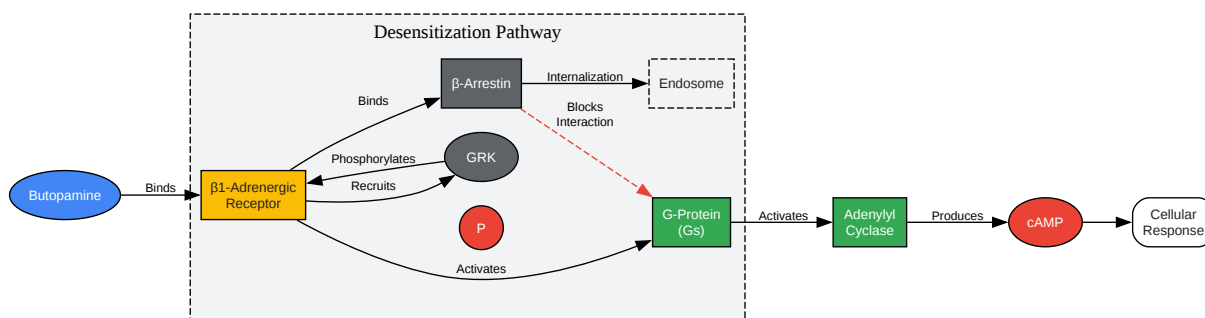 Desensitization Pathway
β-Arrestin
Internalization
Endosome
Binds
Blocks
Interaction
Phosphorylates
GRK
Butopamine
Binds
β1-Adrenergic
Receptor
Recruits
P
G-Protein
(Gs)
Activates
Adenylyl
Cyclase
Produces
cAMP
Cellular
Response
Activates